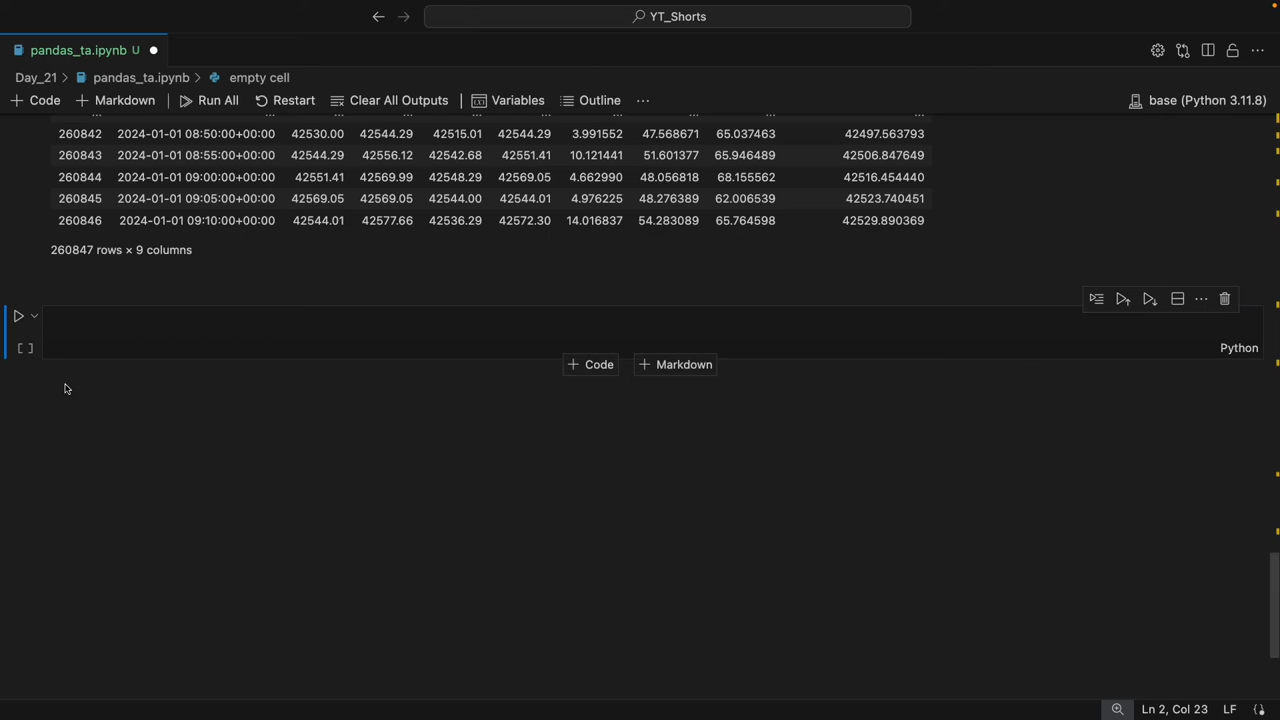 YT_Shorts
pandas_ta.ipynb U
Day_21 > pandas_ta.ipynb > empty cell
+ Code + Markdown Run All Restart Clear All Outputs Variables Outline ... base (Python 3.11.8)
... ... ... ... ... ... ... ... ...
260842 2024-01-01 08:50:00+00:00 42530.00 42544.29 42515.01 42544.29 3.991552 47.568671 65.037463 42497.563793
260843 2024-01-01 08:55:00+00:00 42544.29 42556.12 42542.68 42551.41 10.121441 51.601377 65.946489 42506.847649
260844 2024-01-01 09:00:00+00:00 42551.41 42569.99 42548.29 42569.05 4.662990 48.056818 68.155562 42516.454440
260845 2024-01-01 09:05:00+00:00 42569.05 42569.05 42544.00 42544.01 4.976225 48.276389 62.006539 42523.740451
260846 2024-01-01 09:10:00+00:00 42544.01 42577.66 42536.29 42572.30 14.016837 54.283089 65.764598 42529.890369
260847 rows × 9 columns
[ ]
Python
+ Code + Markdown
Ln 2, Col 23 LF